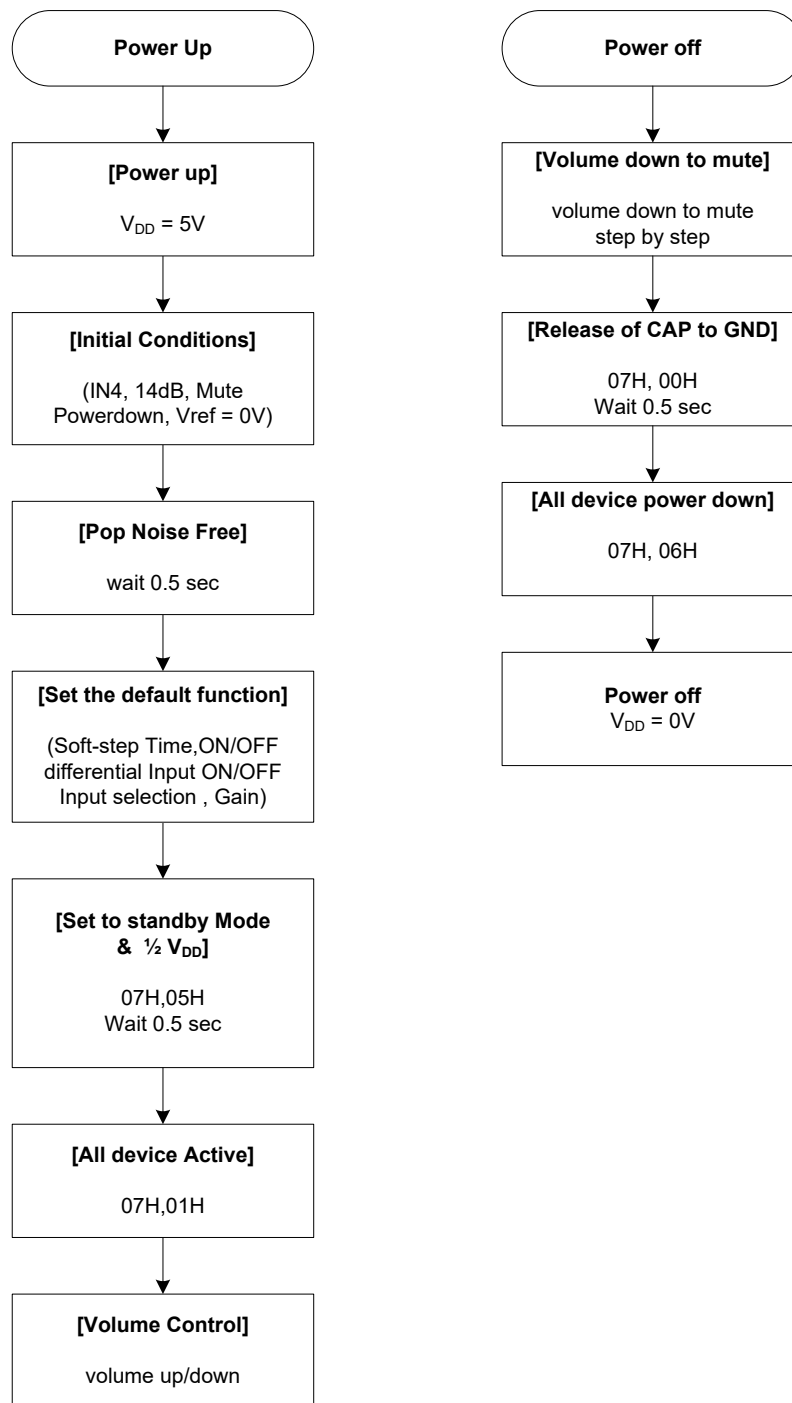 Power Up
[Power up]
VDD = 5V
[Initial Conditions]
(IN4, 14dB, Mute
Powerdown, Vref = 0V)
[Pop Noise Free]
wait 0.5 sec
[Set the default function]
(Soft-step Time,ON/OFF
differential Input ON/OFF
Input selection , Gain)
[Set to standby Mode
& ½ VDD]
07H,05H
Wait 0.5 sec
[All device Active]
07H,01H
[Volume Control]
volume up/down
Power off
[Volume down to mute]
volume down to mute
step by step
[Release of CAP to GND]
07H, 00H
Wait 0.5 sec
[All device power down]
07H, 06H
Power off
VDD = 0V